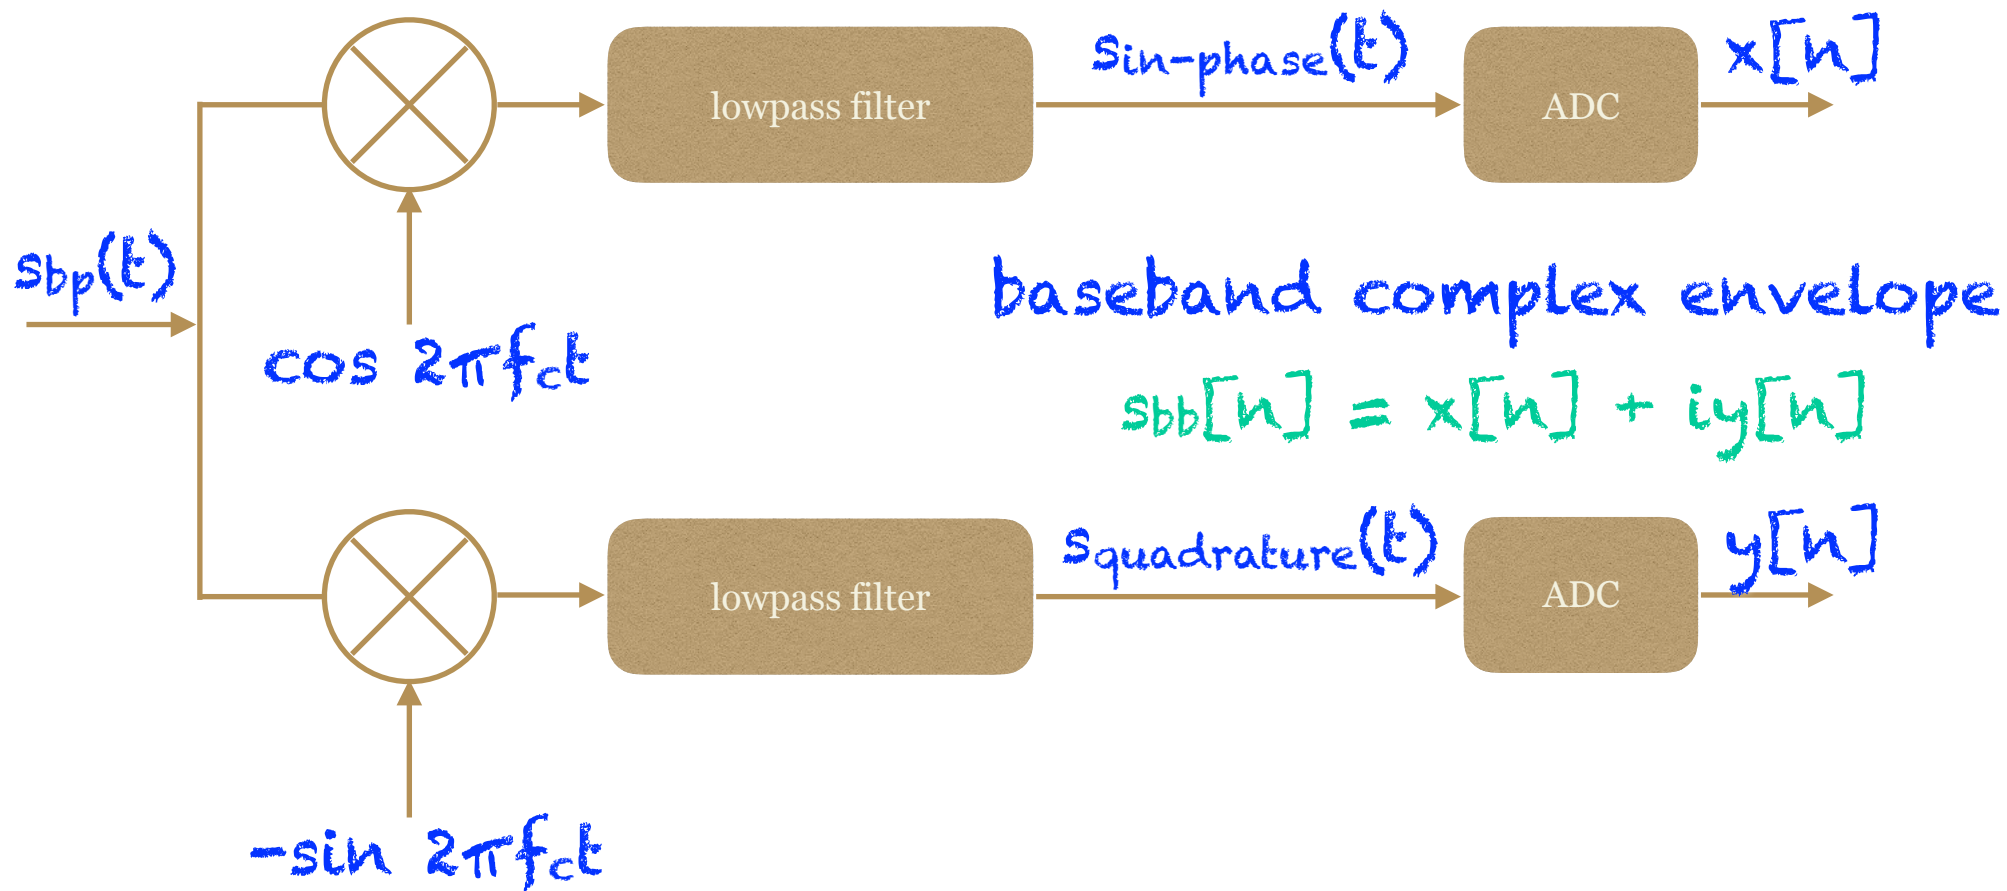 s_in-phase(t)
x[n]
lowpass filter
ADC
s_bp(t)
cos 2πf_ct
baseband complex envelope
s_bb[n] = x[n] + iy[n]
s_quadrature(t)
y[n]
lowpass filter
ADC
-sin 2πf_ct